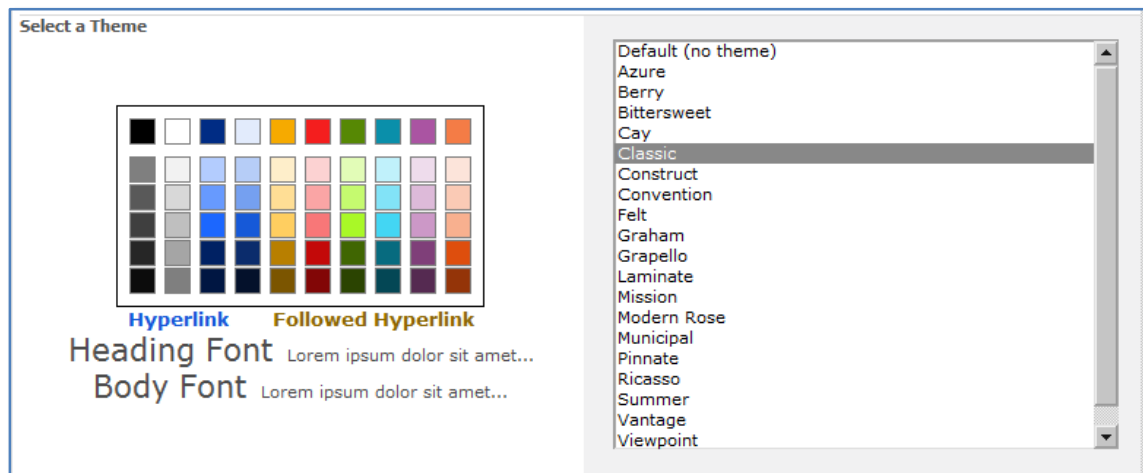 Select a Theme
Hyperlink Followed Hyperlink
Heading Font Lorem ipsum dolor sit amet...
Body Font Lorem ipsum dolor sit amet...
Default (no theme)
Azure
Berry
Bittersweet
Cay
Classic
Construct
Convention
Felt
Graham
Grapello
Laminate
Mission
Modern Rose
Municipal
Pinnate
Ricasso
Summer
Vantage
Viewpoint